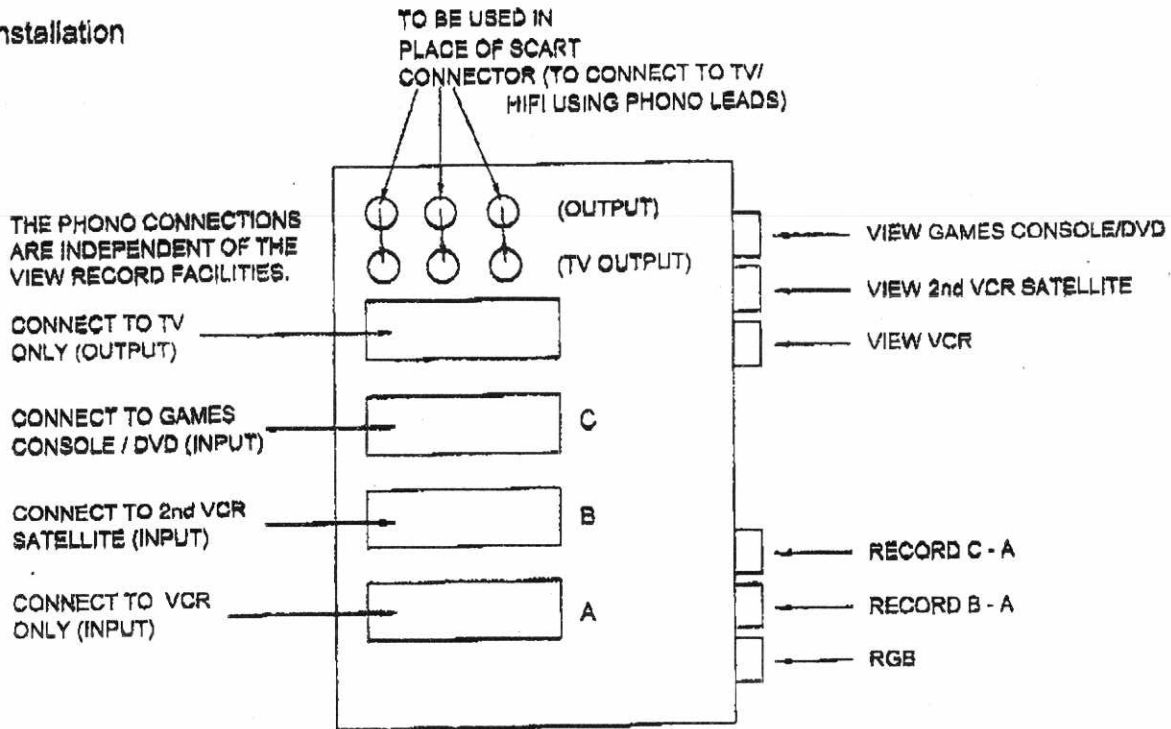 nstallation
TO BE USED IN
PLACE OF SCART
CONNECTOR (TO CONNECT TO TV/
HIFI USING PHONO LEADS)
THE PHONO CONNECTIONS
ARE INDEPENDENT OF THE
VIEW RECORD FACILITIES.
(OUTPUT)
(TV OUTPUT)
CONNECT TO TV
ONLY (OUTPUT)
CONNECT TO GAMES
CONSOLE / DVD (INPUT)
C
CONNECT TO 2nd VCR
SATELLITE (INPUT)
B
CONNECT TO VCR
ONLY (INPUT)
A
VIEW GAMES CONSOLE/DVD
VIEW 2nd VCR SATELLITE
VIEW VCR
RECORD C - A
RECORD B - A
RGB